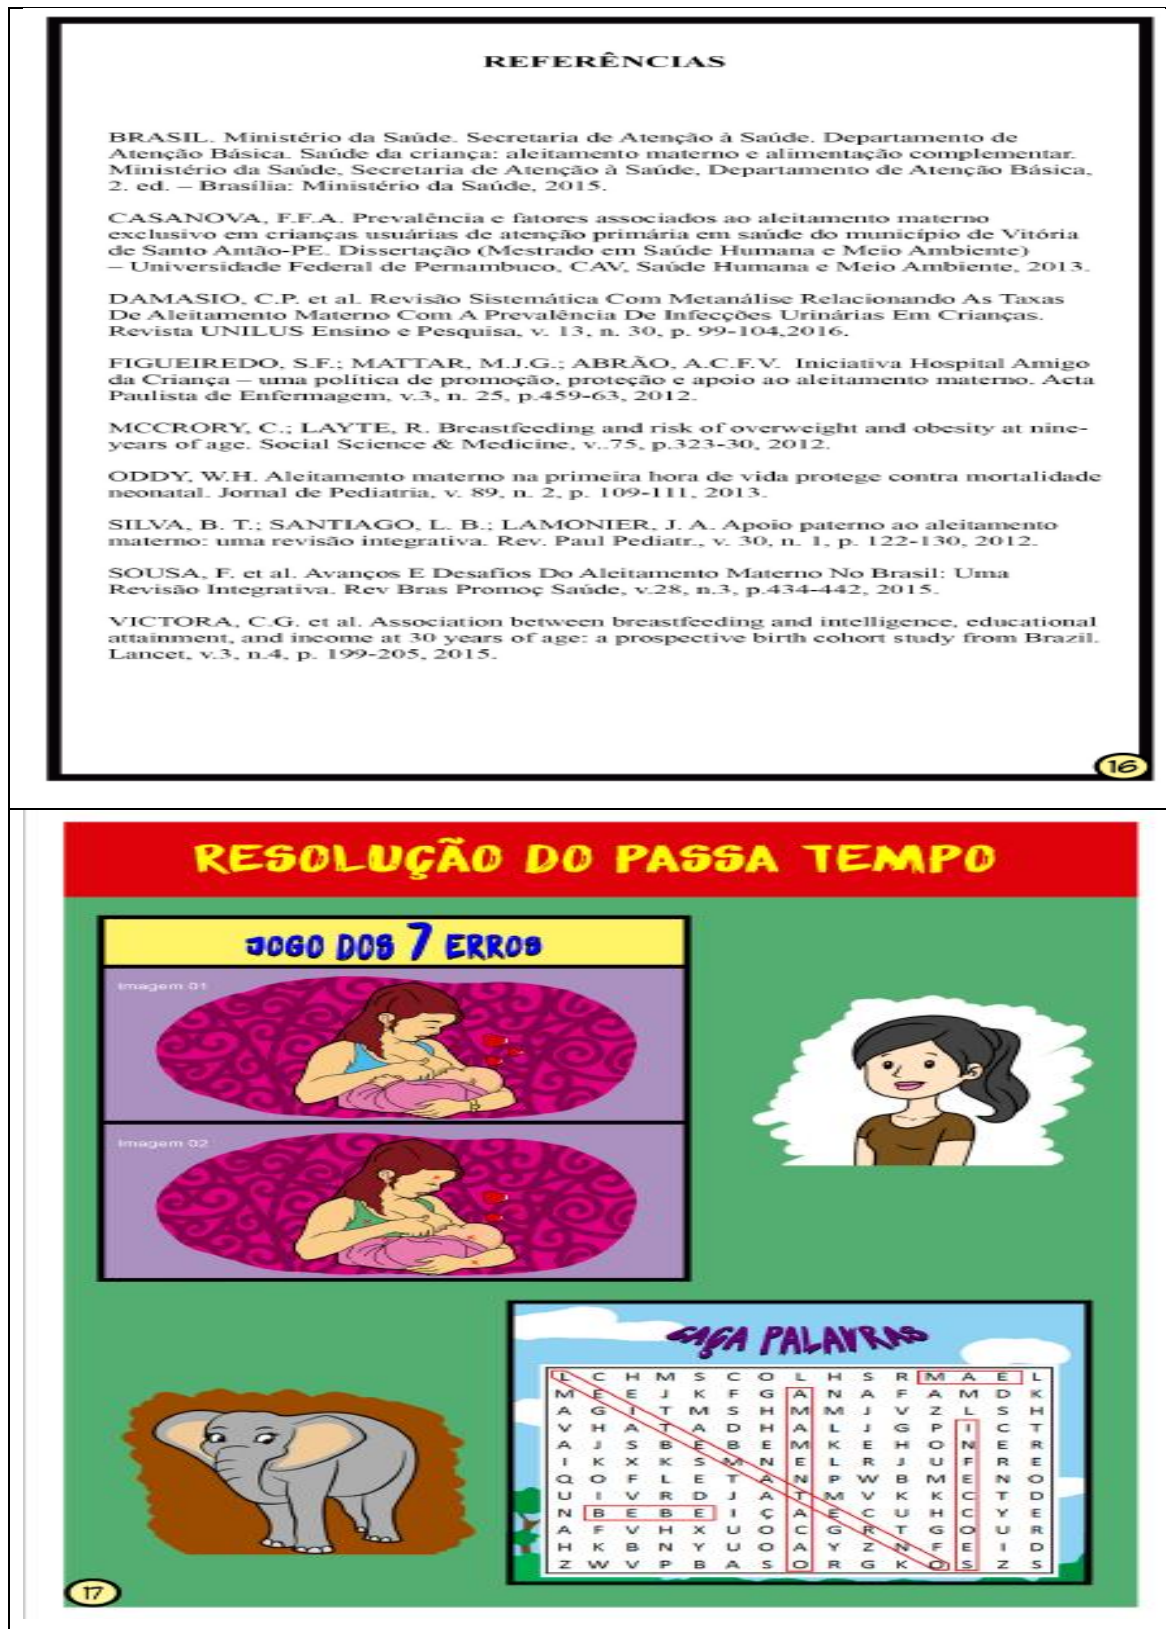 REFERÊNCIAS
BRASIL. Ministério da Saúde. Secretaria de Atenção à Saúde. Departamento de
Atenção Básica. Saúde da criança: aleitamento materno e alimentação complementar.
Ministério da Saúde, Secretaria de Atenção à Saúde, Departamento de Atenção Básica,
2. ed. – Brasília: Ministério da Saúde, 2015.
CASANOVA, F.F.A. Prevalência e fatores associados ao aleitamento materno
exclusivo em crianças usuárias de atenção primária em saúde do município de Vitória
de Santo Antão-PE. Dissertação (Mestrado em Saúde Humana e Meio Ambiente)
– Universidade Federal de Pernambuco, CAV, Saúde Humana e Meio Ambiente, 2013.
DAMASIO, C.P. et al. Revisão Sistemática Com Metanálise Relacionando As Taxas
De Aleitamento Materno Com A Prevalência De Infecções Urinárias Em Crianças.
Revista UNILUS Ensino e Pesquisa, v. 13, n. 30, p. 99-104,2016.
FIGUEIREDO, S.F.; MATTAR, M.J.G.; ABRÃO, A.C.F.V. Iniciativa Hospital Amigo
da Criança – uma política de promoção, proteção e apoio ao aleitamento materno. Acta
Paulista de Enfermagem, v.3, n. 25, p.459-63, 2012.
MCCRORY, C.; LAYTE, R. Breastfeeding and risk of overweight and obesity at nine-
years of age. Social Science & Medicine, v..75, p.323-30, 2012.
ODDY, W.H. Aleitamento materno na primeira hora de vida protege contra mortalidade
neonatal. Jornal de Pediatria, v. 89, n. 2, p. 109-111, 2013.
SILVA, B. T.; SANTIAGO, L. B.; LAMONIER, J. A. Apoio paterno ao aleitamento
materno: uma revisão integrativa. Rev. Paul Pediatr., v. 30, n. 1, p. 122-130, 2012.
SOUSA, F. et al. Avanços E Desafios Do Aleitamento Materno No Brasil: Uma
Revisão Integrativa. Rev Bras Promoç Saúde, v.28, n.3, p.434-442, 2015.
VICTORA, C.G. et al. Association between breastfeeding and intelligence, educational
attainment, and income at 30 years of age: a prospective birth cohort study from Brazil.
Lancet, v.3, n.4, p. 199-205, 2015.
16
RESOLUÇÃO DO PASSA TEMPO
JOGO DOS 7 ERROS
Imagem 01
Imagem 02
CAÇA PALAVRAS
L C H M S C O L H S R M A E L
M E E J K F G A N A F A M D K
A G I T M S H M M J V Z L S H
V H A T A D H A L J G P I C T
A J S B E B E M K E H O N E R
I K X K S M N E L R J U F R E
Q O F L E T A N P W B M E N O
U I V R D J A T M V K K C T D
N B E B E I Ç A E C U H C Y E
A F V H X U O C G R T G O U R
H K B N Y U O A Y Z N F E I D
Z W V P B A S O R G K O S Z S
17